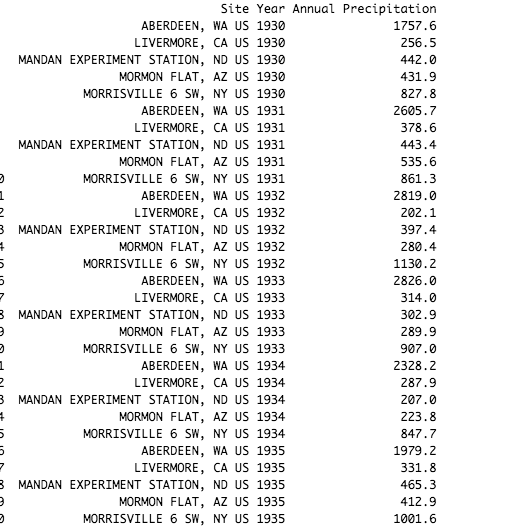 Site Year Annual Precipitation
ABERDEEN, WA US 1930 1757.6
LIVERMORE, CA US 1930 256.5
MANDAN EXPERIMENT STATION, ND US 1930 442.0
MORMON FLAT, AZ US 1930 431.9
MORRISVILLE 6 SW, NY US 1930 827.8
ABERDEEN, WA US 1931 2605.7
LIVERMORE, CA US 1931 378.6
MANDAN EXPERIMENT STATION, ND US 1931 443.4
MORMON FLAT, AZ US 1931 535.6
0 MORRISVILLE 6 SW, NY US 1931 861.3
1 ABERDEEN, WA US 1932 2819.0
2 LIVERMORE, CA US 1932 202.1
3 MANDAN EXPERIMENT STATION, ND US 1932 397.4
4 MORMON FLAT, AZ US 1932 280.4
5 MORRISVILLE 6 SW, NY US 1932 1130.2
6 ABERDEEN, WA US 1933 2826.0
7 LIVERMORE, CA US 1933 314.0
8 MANDAN EXPERIMENT STATION, ND US 1933 302.9
9 MORMON FLAT, AZ US 1933 289.9
0 MORRISVILLE 6 SW, NY US 1933 907.0
1 ABERDEEN, WA US 1934 2328.2
2 LIVERMORE, CA US 1934 287.9
3 MANDAN EXPERIMENT STATION, ND US 1934 207.0
4 MORMON FLAT, AZ US 1934 223.8
5 MORRISVILLE 6 SW, NY US 1934 847.7
6 ABERDEEN, WA US 1935 1979.2
7 LIVERMORE, CA US 1935 331.8
8 MANDAN EXPERIMENT STATION, ND US 1935 465.3
9 MORMON FLAT, AZ US 1935 412.9
0 MORRISVILLE 6 SW, NY US 1935 1001.6